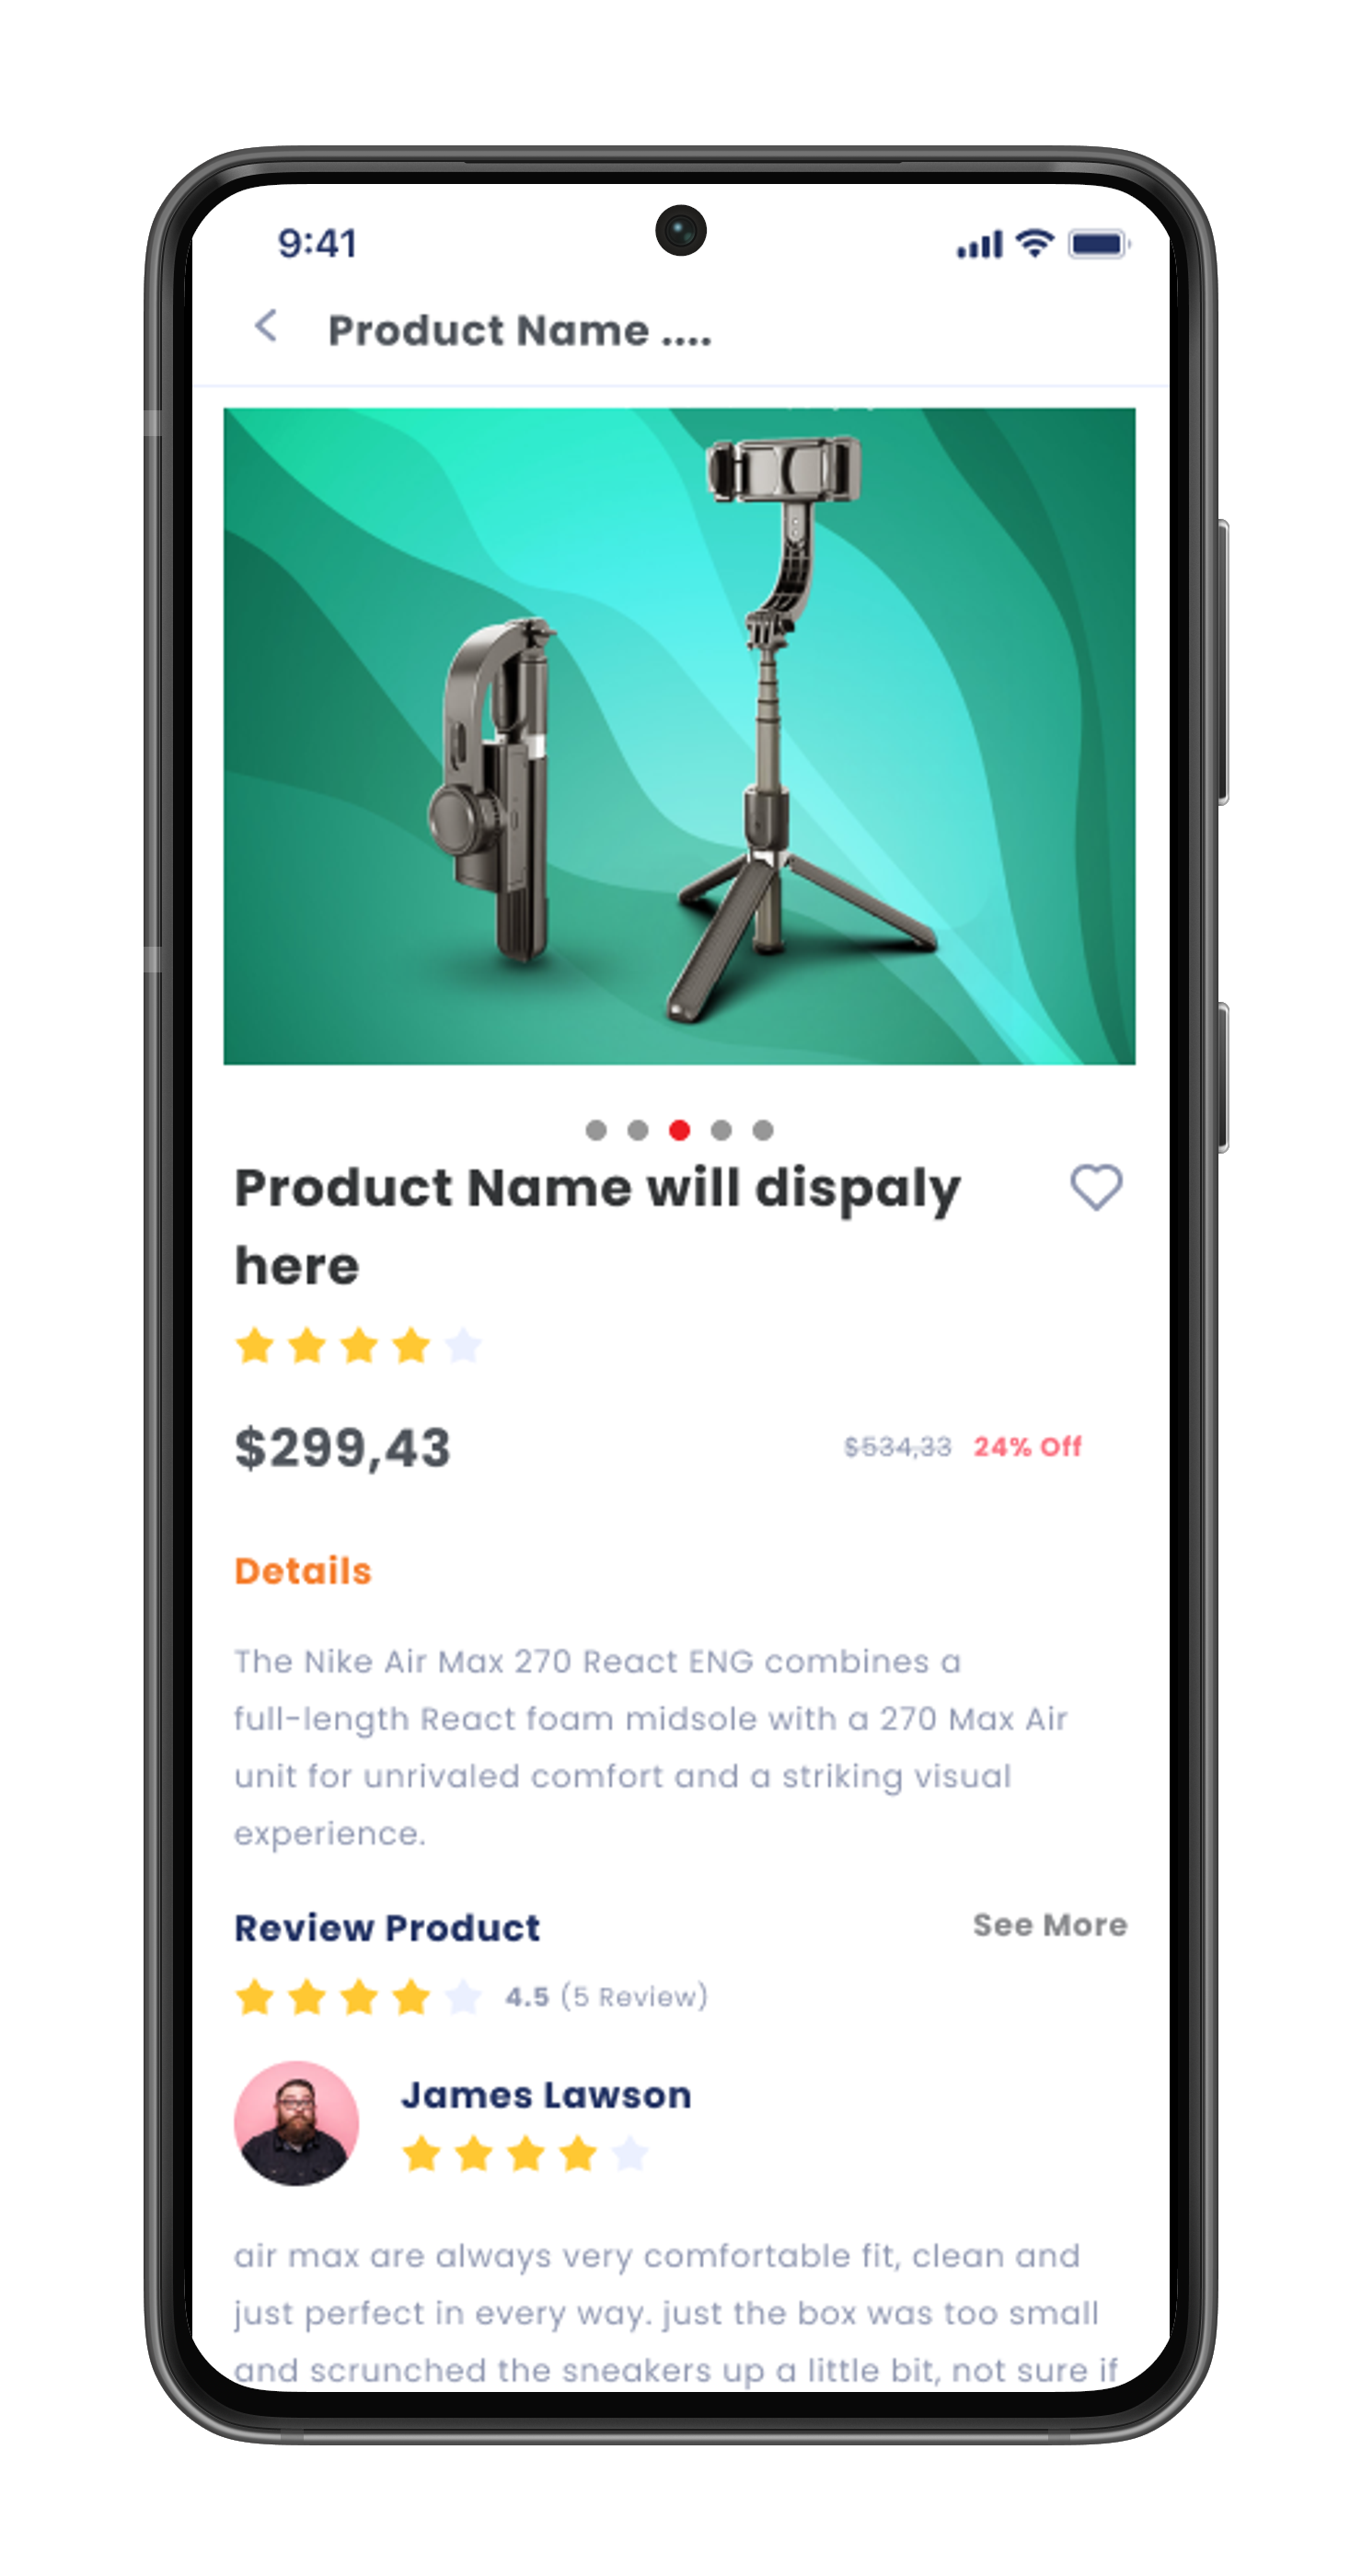 9:41
Product Name ....
Product Name will dispaly
here
$299,43
$534,33 24% Off
Details
The Nike Air Max 270 React ENG combines a
full-length React foam midsole with a 270 Max Air
unit for unrivaled comfort and a striking visual
experience.
Review Product
See More
4.5 (5 Review)
James Lawson
air max are always very comfortable fit, clean and
just perfect in every way. just the box was too small
and scrunched the sneakers up a little bit, not sure if